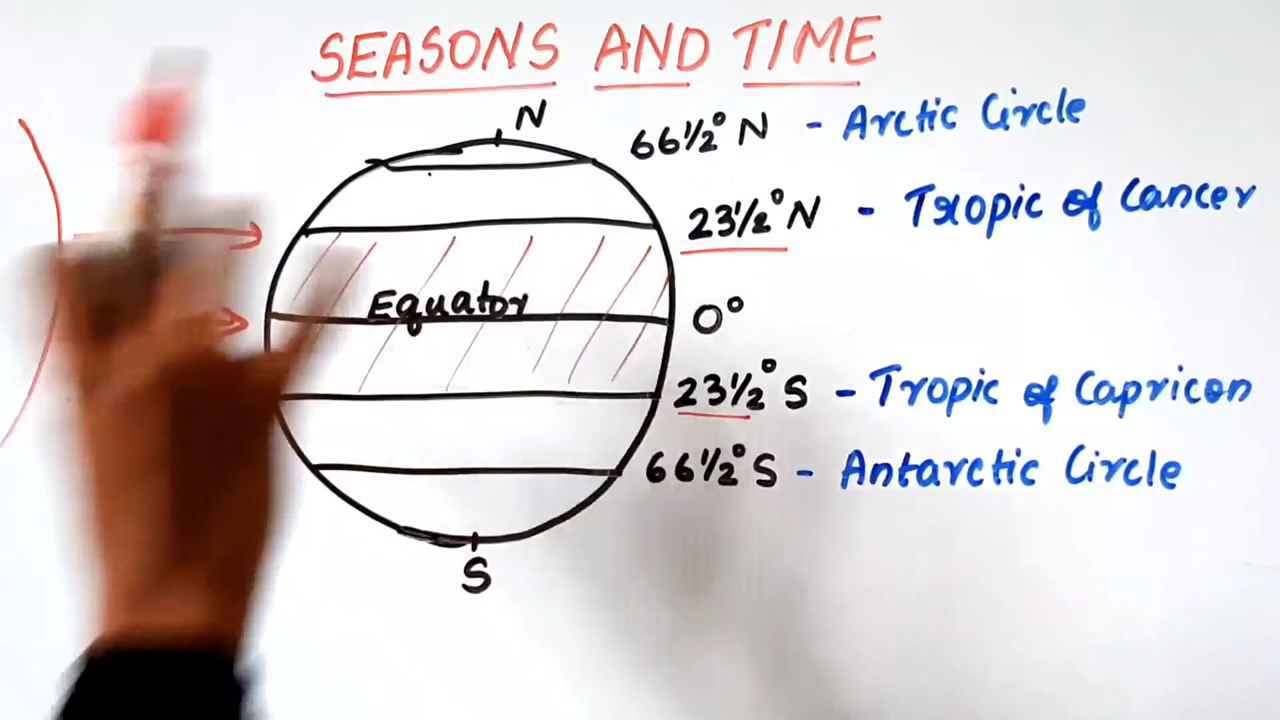 SEASONS AND TIME
N
66½° N - Arctic Circle
23½° N - Tropic of Cancer
Equator 0°
23½° S - Tropic of Capricon
66½° S - Antarctic Circle
S